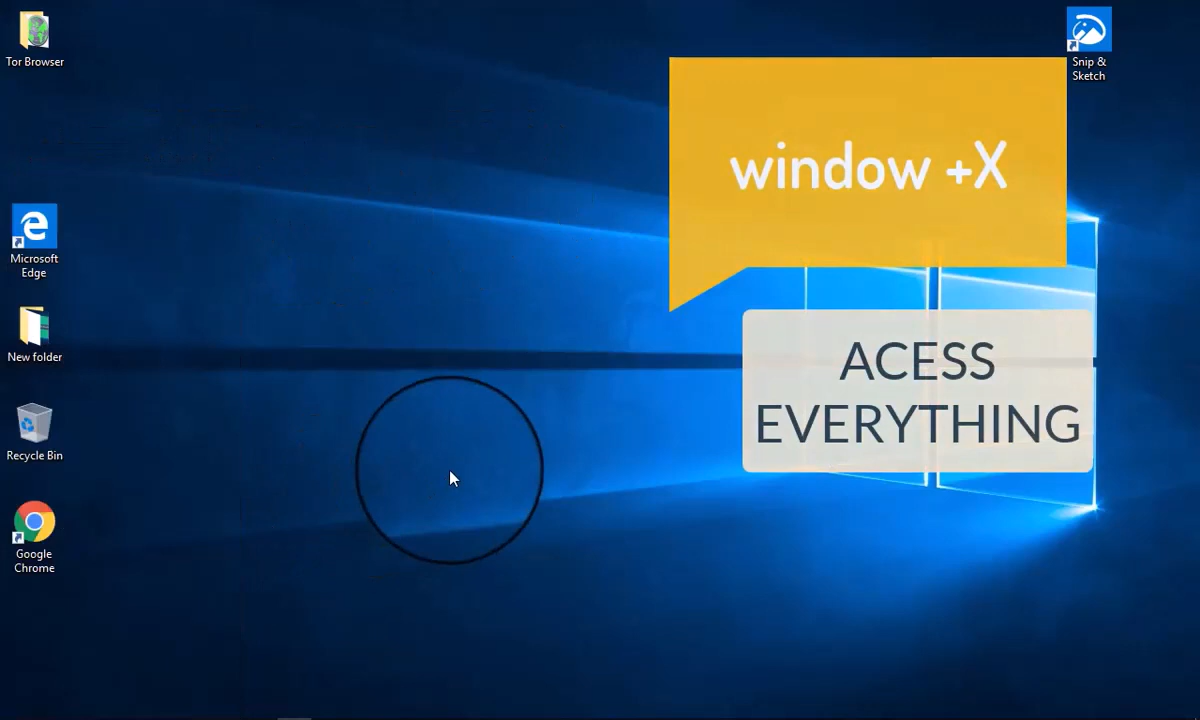 Tor Browser
Snip &
Sketch
window +X
Microsoft
Edge
New folder
ACESS
EVERYTHING
Recycle Bin
Google
Chrome